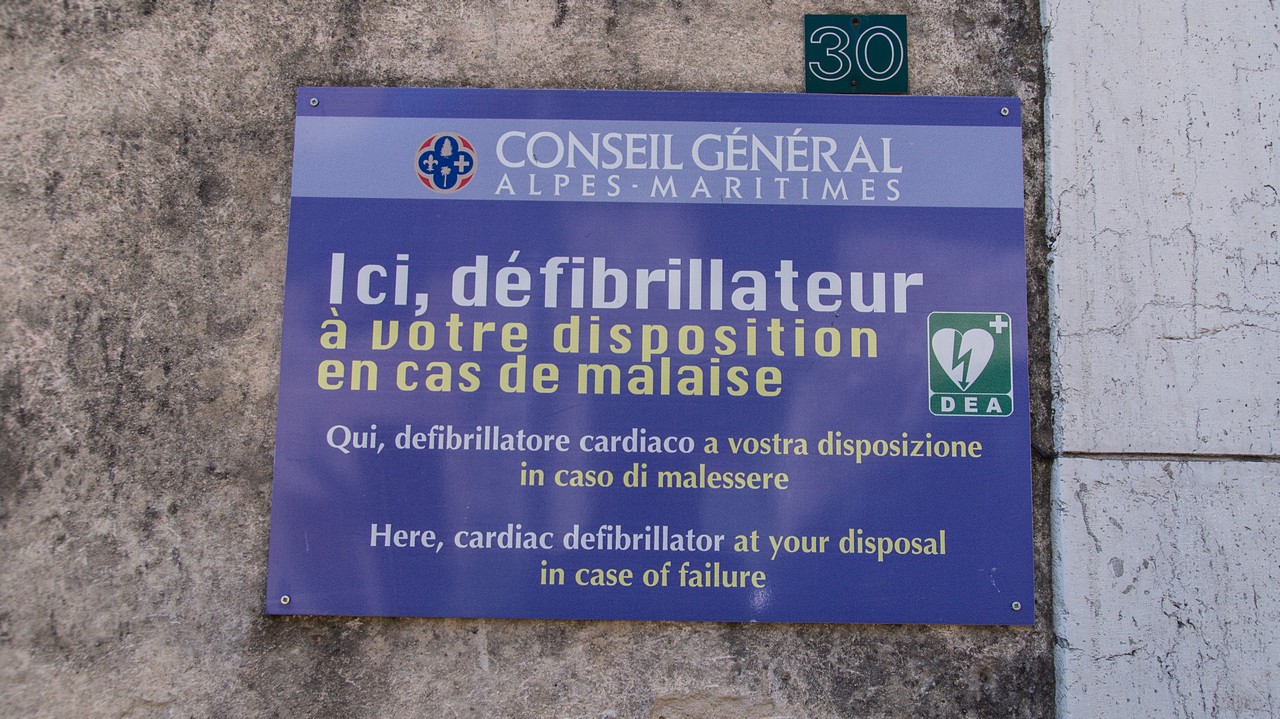 30
CONSEIL GÉNÉRAL
ALPES-MARITIMES
Ici, défibrillateur
à votre disposition
en cas de malaise
DEA
Qui, defibrillatore cardiaco a vostra disposizione
in caso di malessere
Here, cardiac defibrillator at your disposal
in case of failure